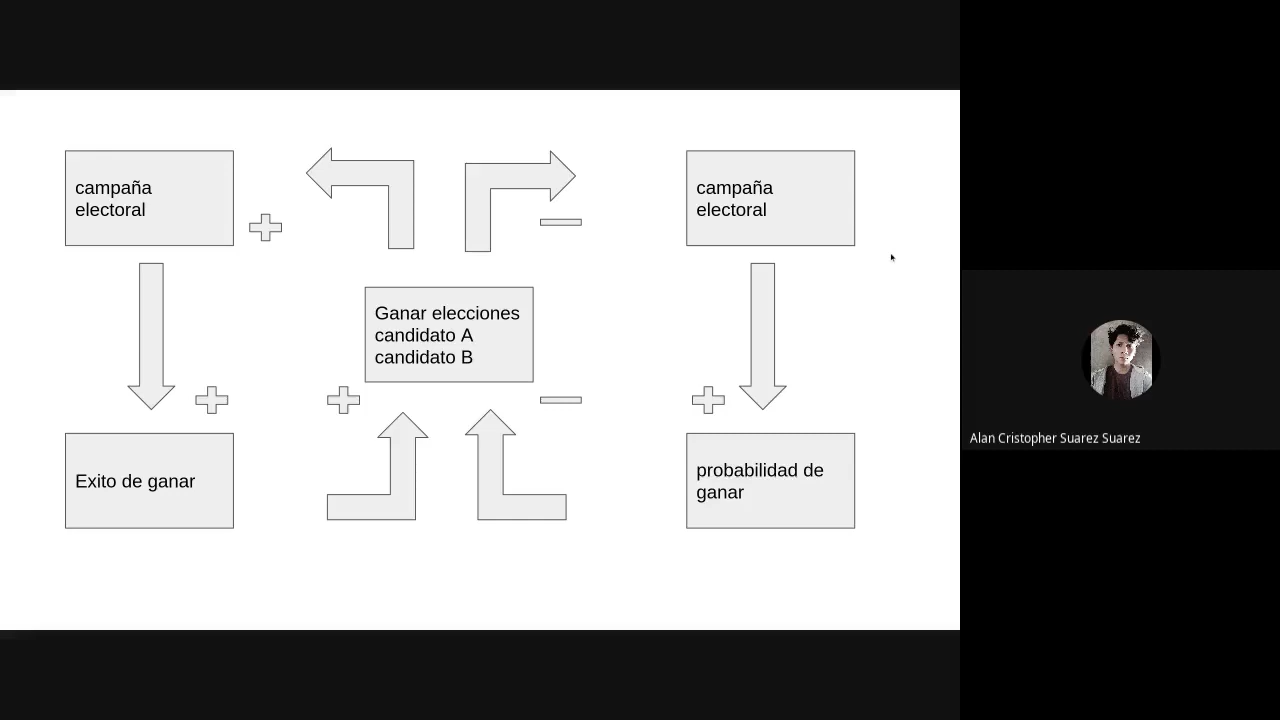 campaña
electoral
campaña
electoral
Ganar elecciones
candidato A
candidato B
Exito de ganar
probabilidad de
ganar
Alan Cristopher Suarez Suarez